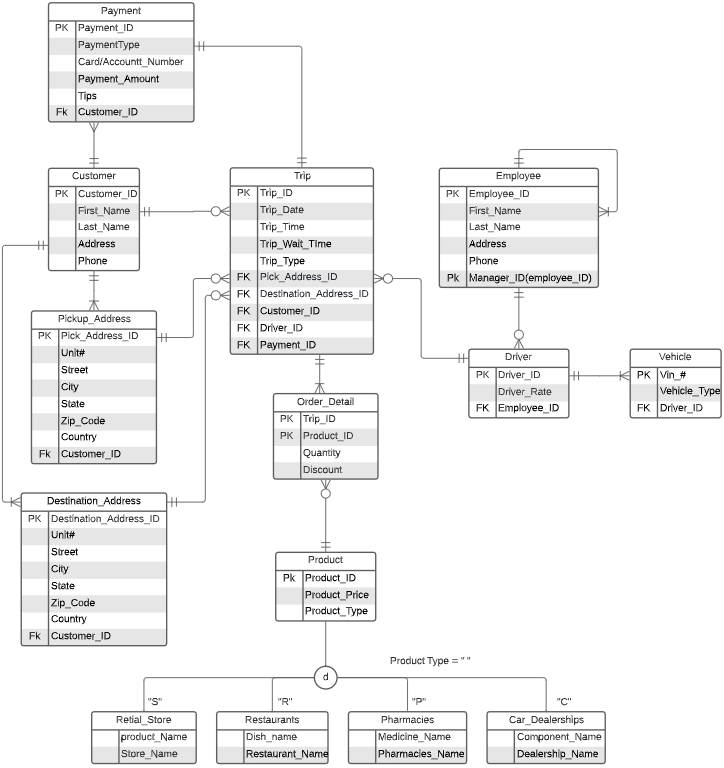 Payment
PK Payment_ID
PaymentType
Card/Accountt_Number
Payment_Amount
Tips
Fk Customer_ID
Customer
PK Customer_ID
First_Name
Last_Name
Address
Phone
Trip
PK Trip_ID
Trip_Date
Trip_Time
Trip_Wait_TIme
Trip_Type
FK Pick_Address_ID
FK Destination_Address_ID
FK Customer_ID
FK Driver_ID
FK Payment_ID
Employee
PK Employee_ID
First_Name
Last_Name
Address
Phone
Pk Manager_ID(employee_ID)
Pickup_Address
PK Pick_Address_ID
Unit#
Street
City
State
Zip_Code
Country
Fk Customer_ID
Driver
PK Driver_ID
Driver_Rate
FK Employee_ID
Vehicle
PK Vin_#
Vehicle_Type
FK Driver_ID
Order_Detail
PK Trip_ID
PK Product_ID
Quantity
Discount
Destination_Address
PK Destination_Address_ID
Unit#
Street
City
State
Zip_Code
Country
Fk Customer_ID
Product
Pk Product_ID
Product_Price
Product_Type
d
Product Type = " "
"S"
"R"
"P"
"C"
Retial_Store
product_Name
Store_Name
Restaurants
Dish_name
Restaurant_Name
Pharmacies
Medicine_Name
Pharmacies_Name
Car_Dealerships
Component_Name
Dealership_Name